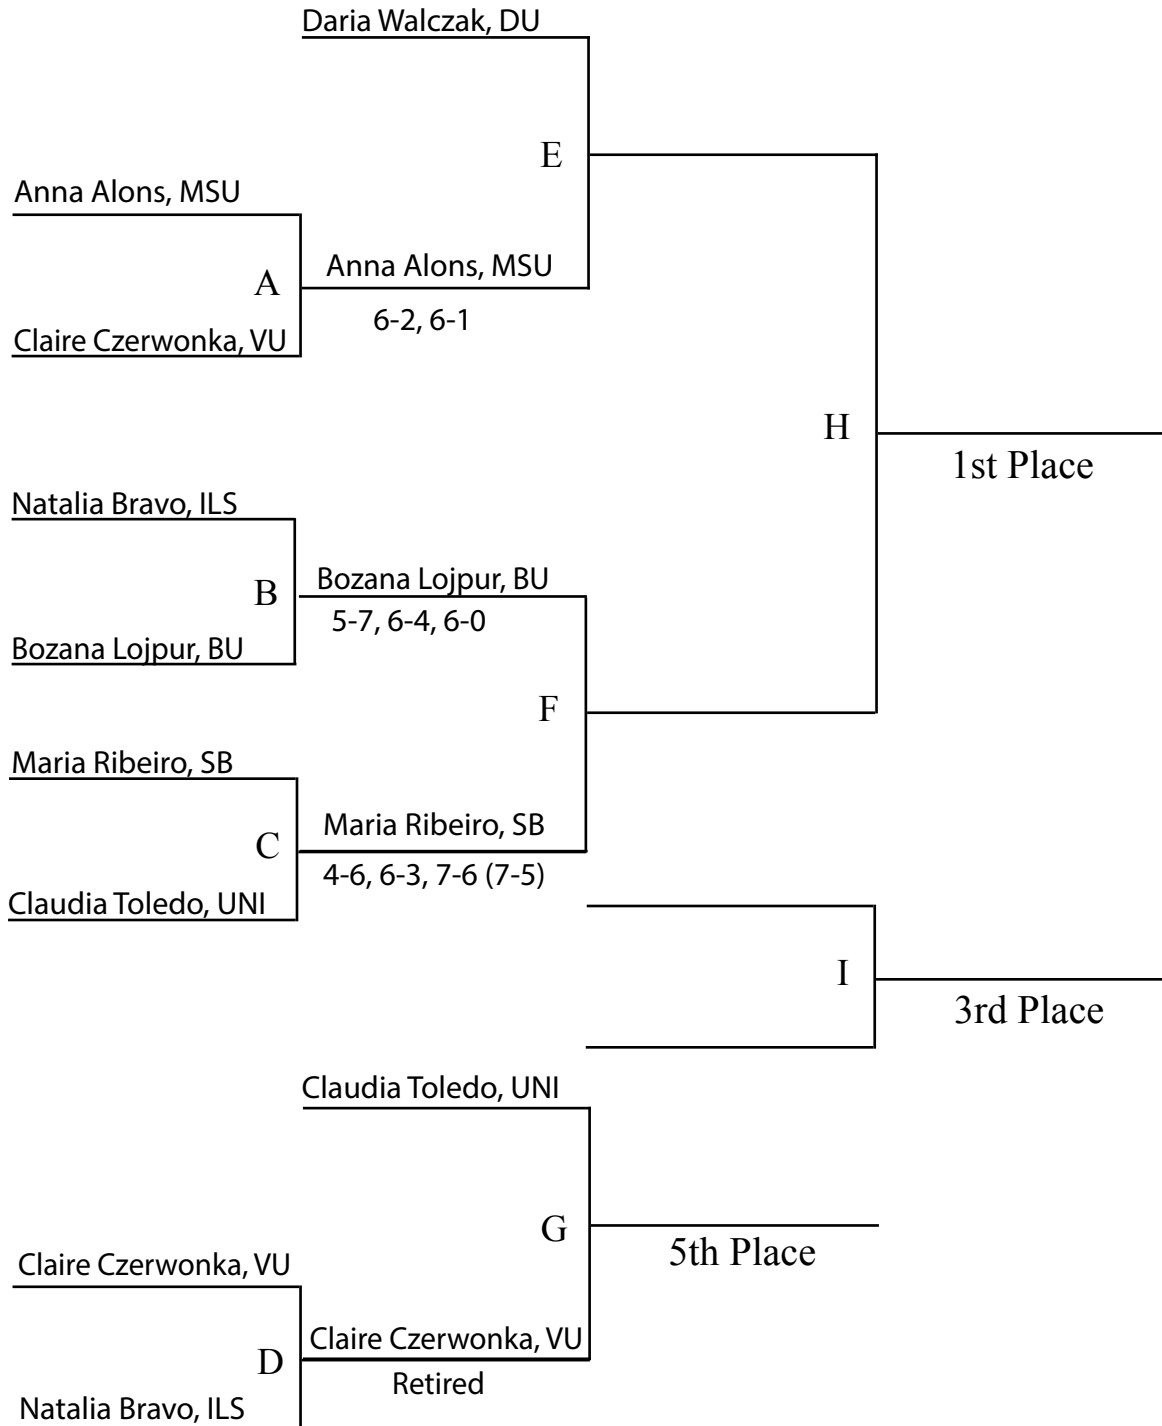 Daria Walczak, DU
E
Anna Alons, MSU
A
Anna Alons, MSU
6-2, 6-1
Claire Czerwonka, VU
H
1st Place
Natalia Bravo, ILS
B
Bozana Lojpur, BU
5-7, 6-4, 6-0
Bozana Lojpur, BU
F
Maria Ribeiro, SB
C
Maria Ribeiro, SB
4-6, 6-3, 7-6 (7-5)
Claudia Toledo, UNI
I
3rd Place
Claudia Toledo, UNI
G
5th Place
Claire Czerwonka, VU
D
Claire Czerwonka, VU
Retired
Natalia Bravo, ILS